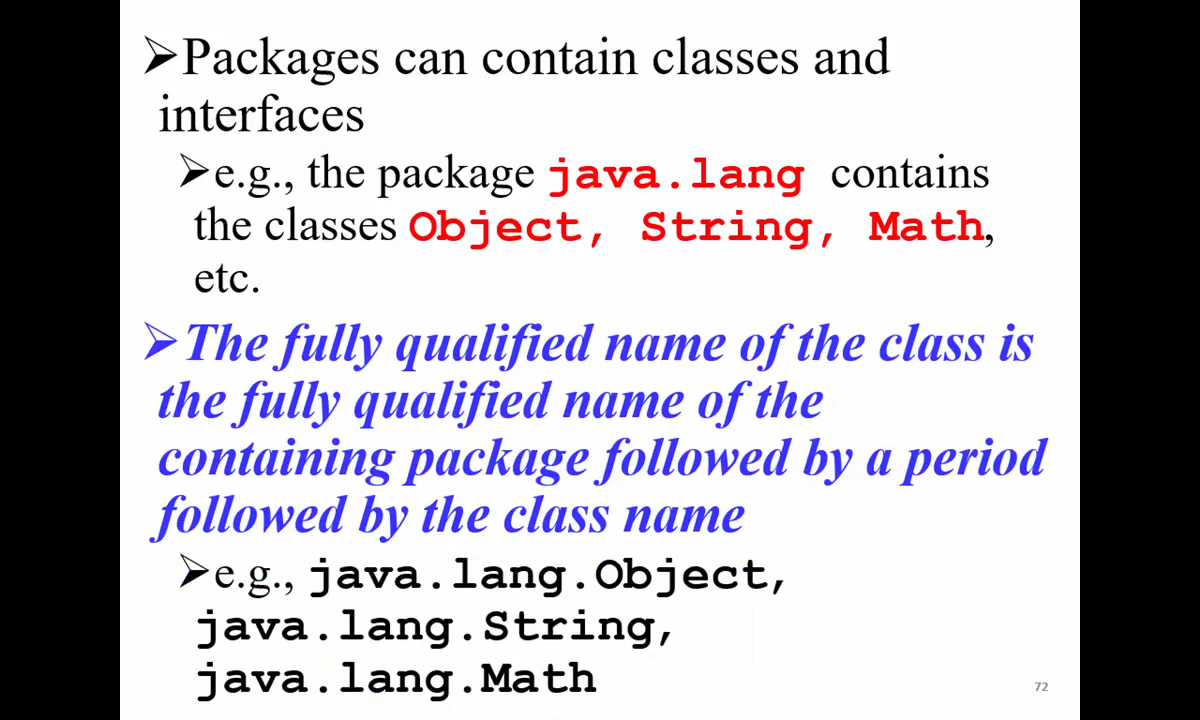 ➢Packages can contain classes and
interfaces
➢e.g., the package java.lang contains
the classes Object, String, Math,
etc.
➢The fully qualified name of the class is
the fully qualified name of the
containing package followed by a period
followed by the class name
➢e.g., java.lang.Object,
java.lang.String,
java.lang.Math
72